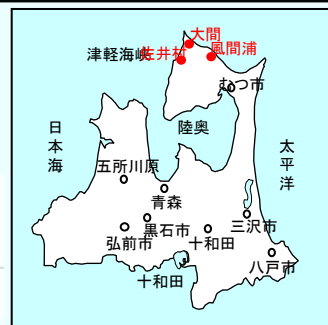 大間
津軽海峡
佐井村
風間浦
むつ市
陸奥
日本海
太平洋
五所川原
青森
黒石市
三沢市
弘前市
十和田
八戸市
十和田